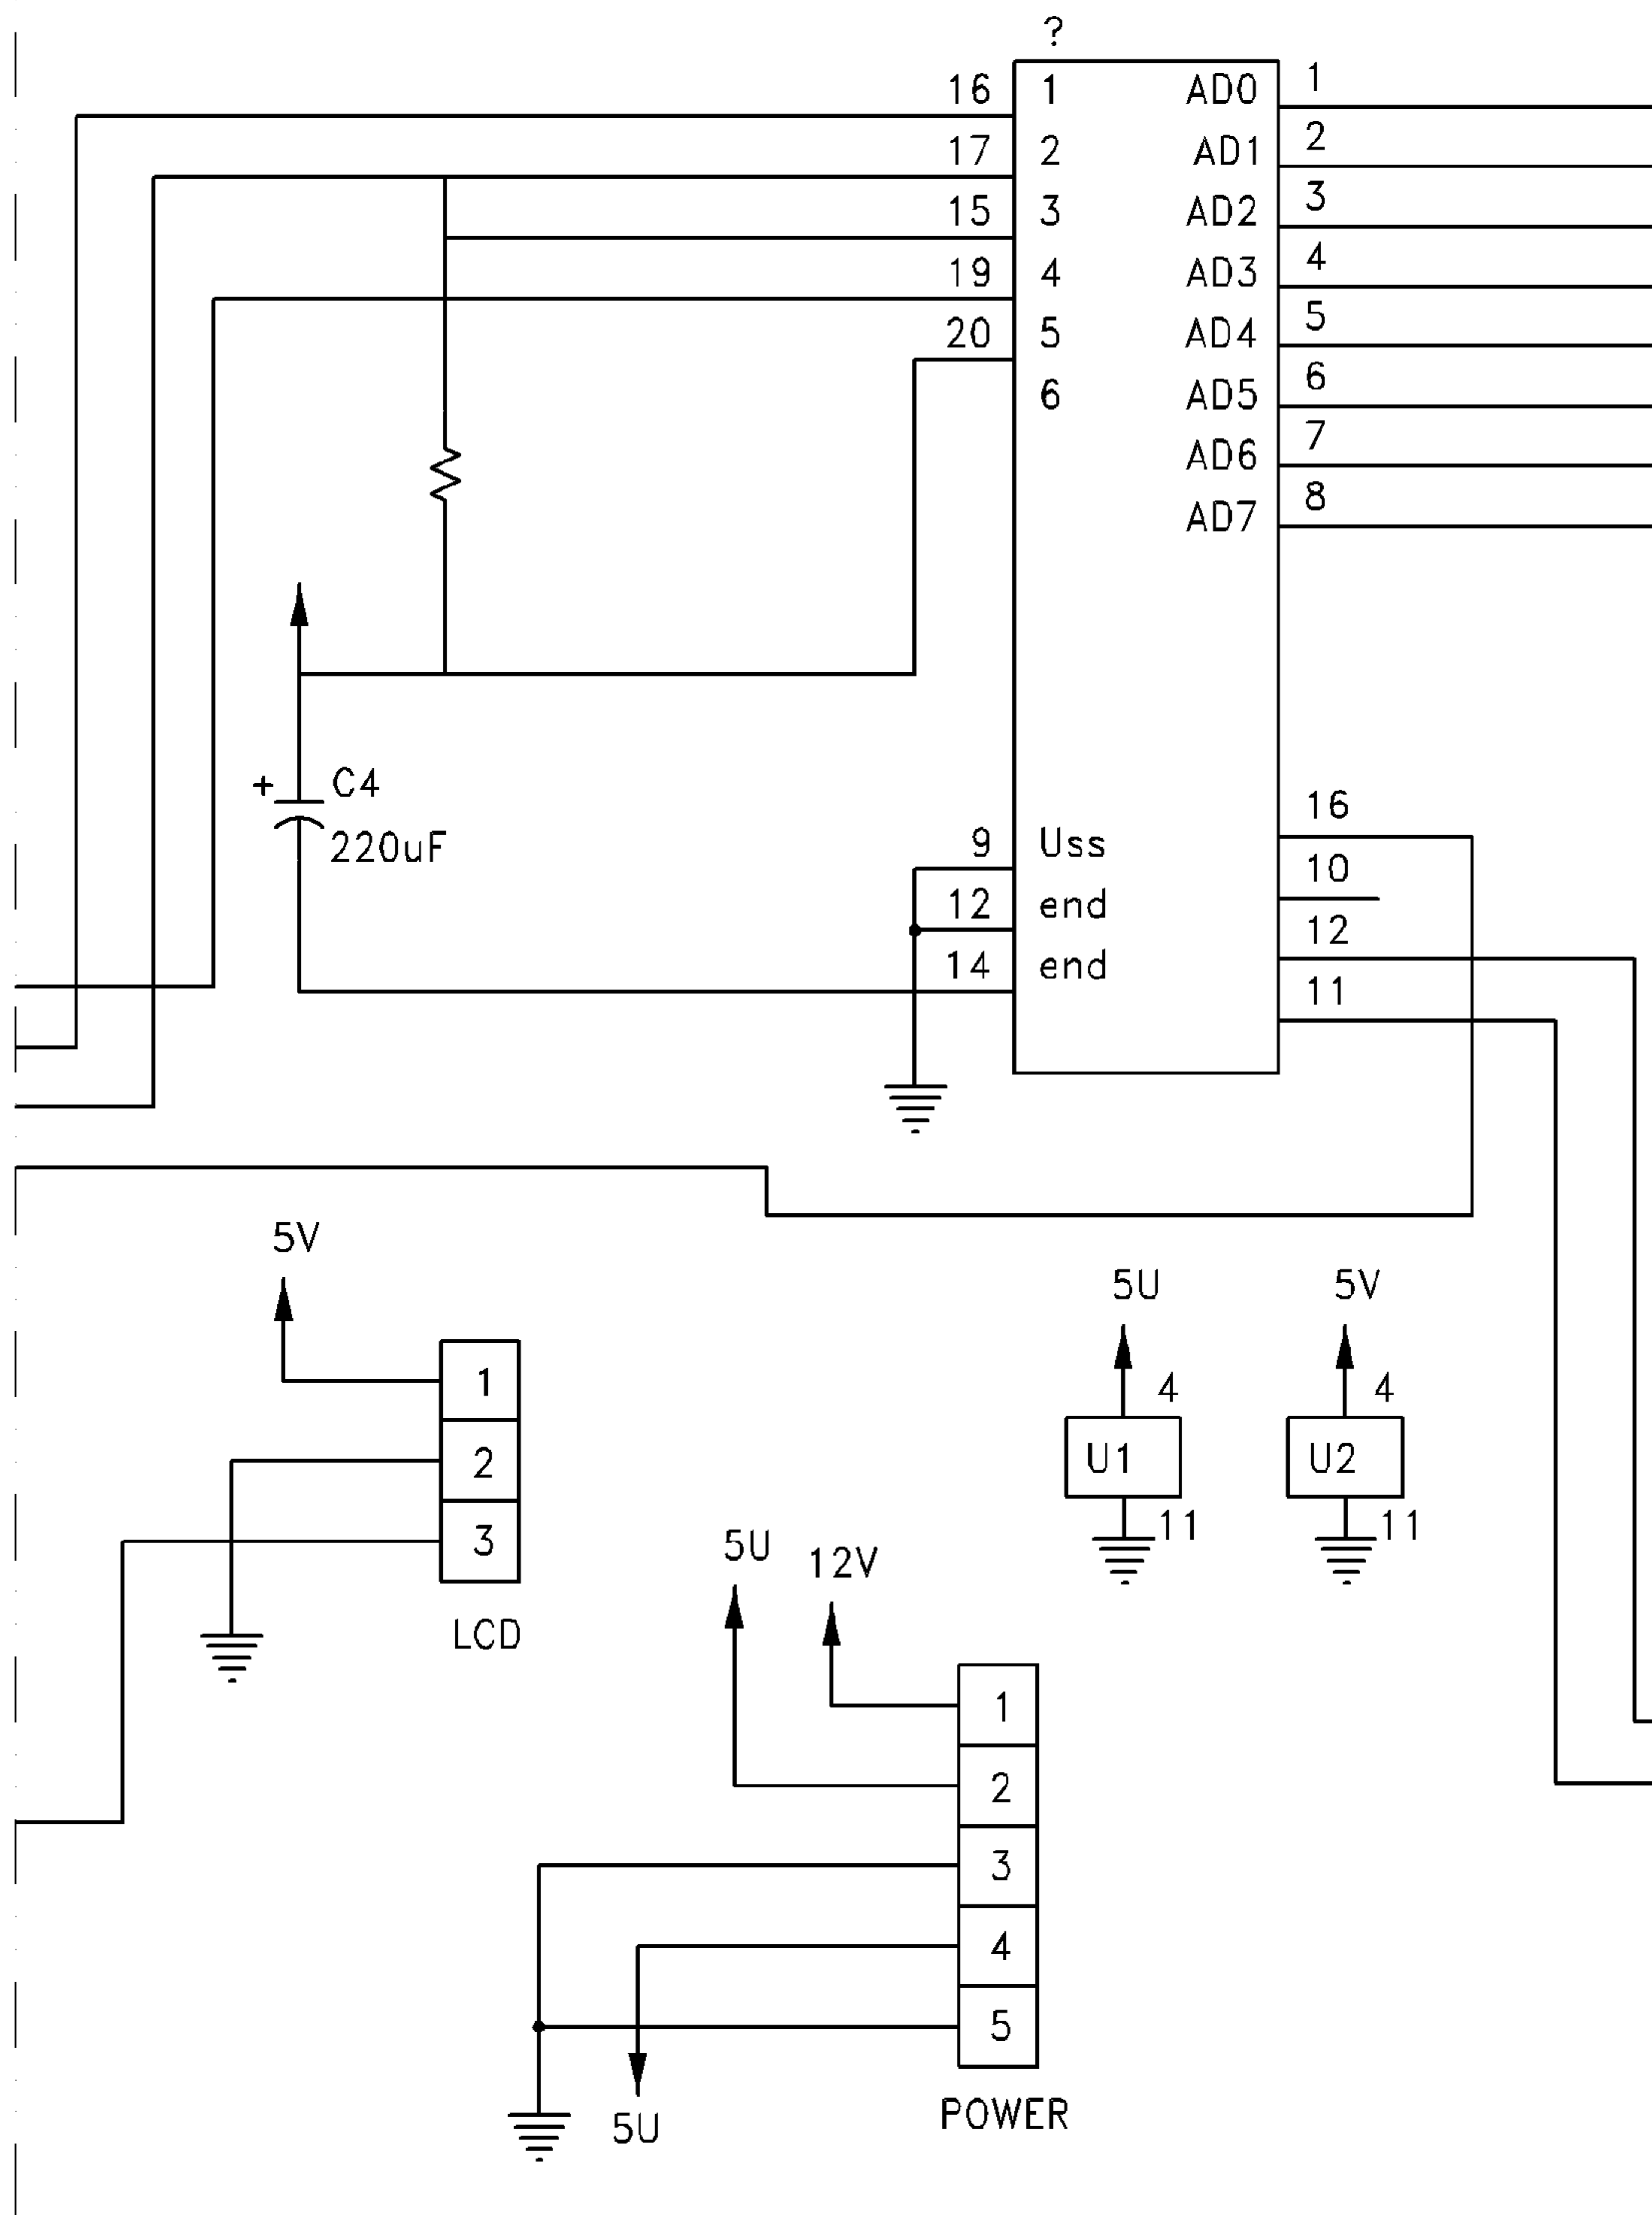 ?
16 1 AD0 1
17 2 AD1 2
15 3 AD2 3
19 4 AD3 4
20 5 AD4 5
6 AD5 6
AD6 7
AD7 8
+ C4
220uF
16
9 Uss 10
12 end 12
14 end 11
5V
1
2
3
LCD
5U
4
U1
11
5V
4
U2
11
5U 12V
1
2
3
4
5
5U
POWER